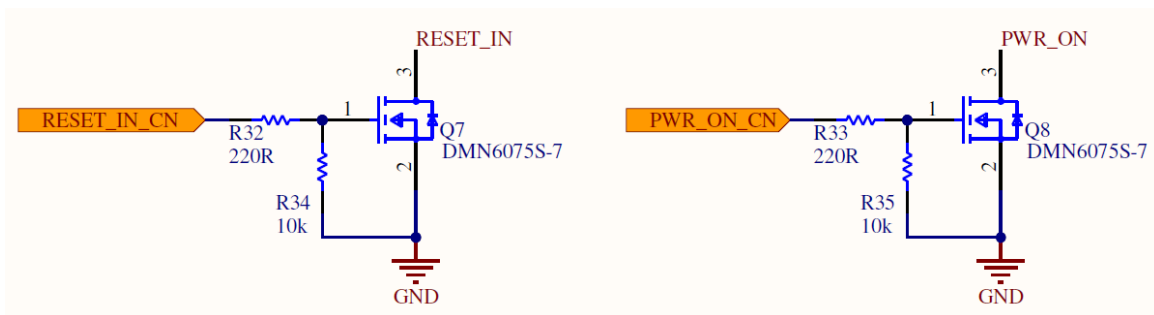 RESET_IN
3
RESET_IN_CN
1
R32
220R
Q7
DMN6075S-7
2
R34
10k
GND
PWR_ON
3
PWR_ON_CN
1
R33
220R
Q8
DMN6075S-7
2
R35
10k
GND